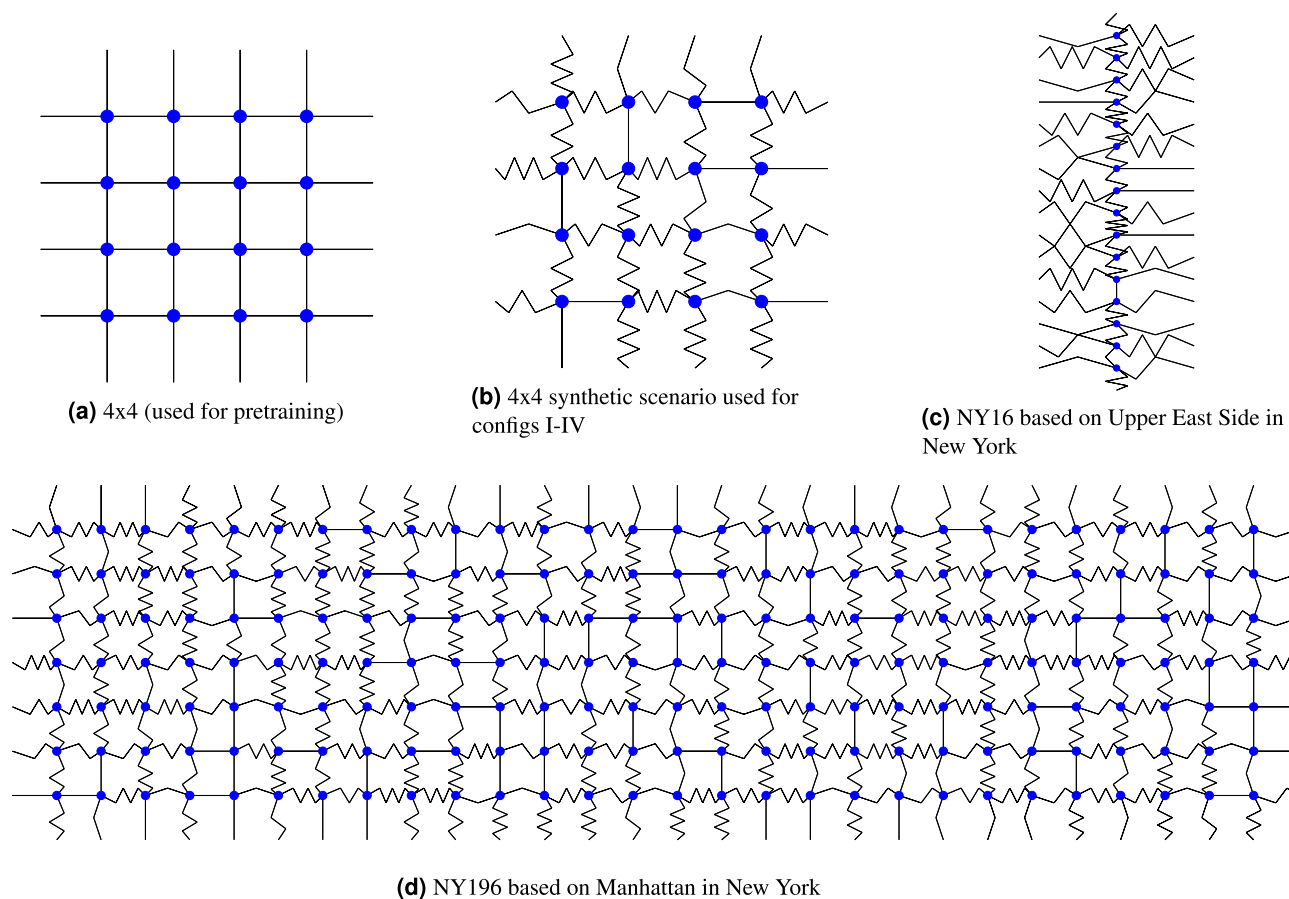 (a) 4x4 (used for pretraining)
(b) 4x4 synthetic scenario used for
configs I-IV
(c) NY16 based on Upper East Side in
New York
(d) NY196 based on Manhattan in New York